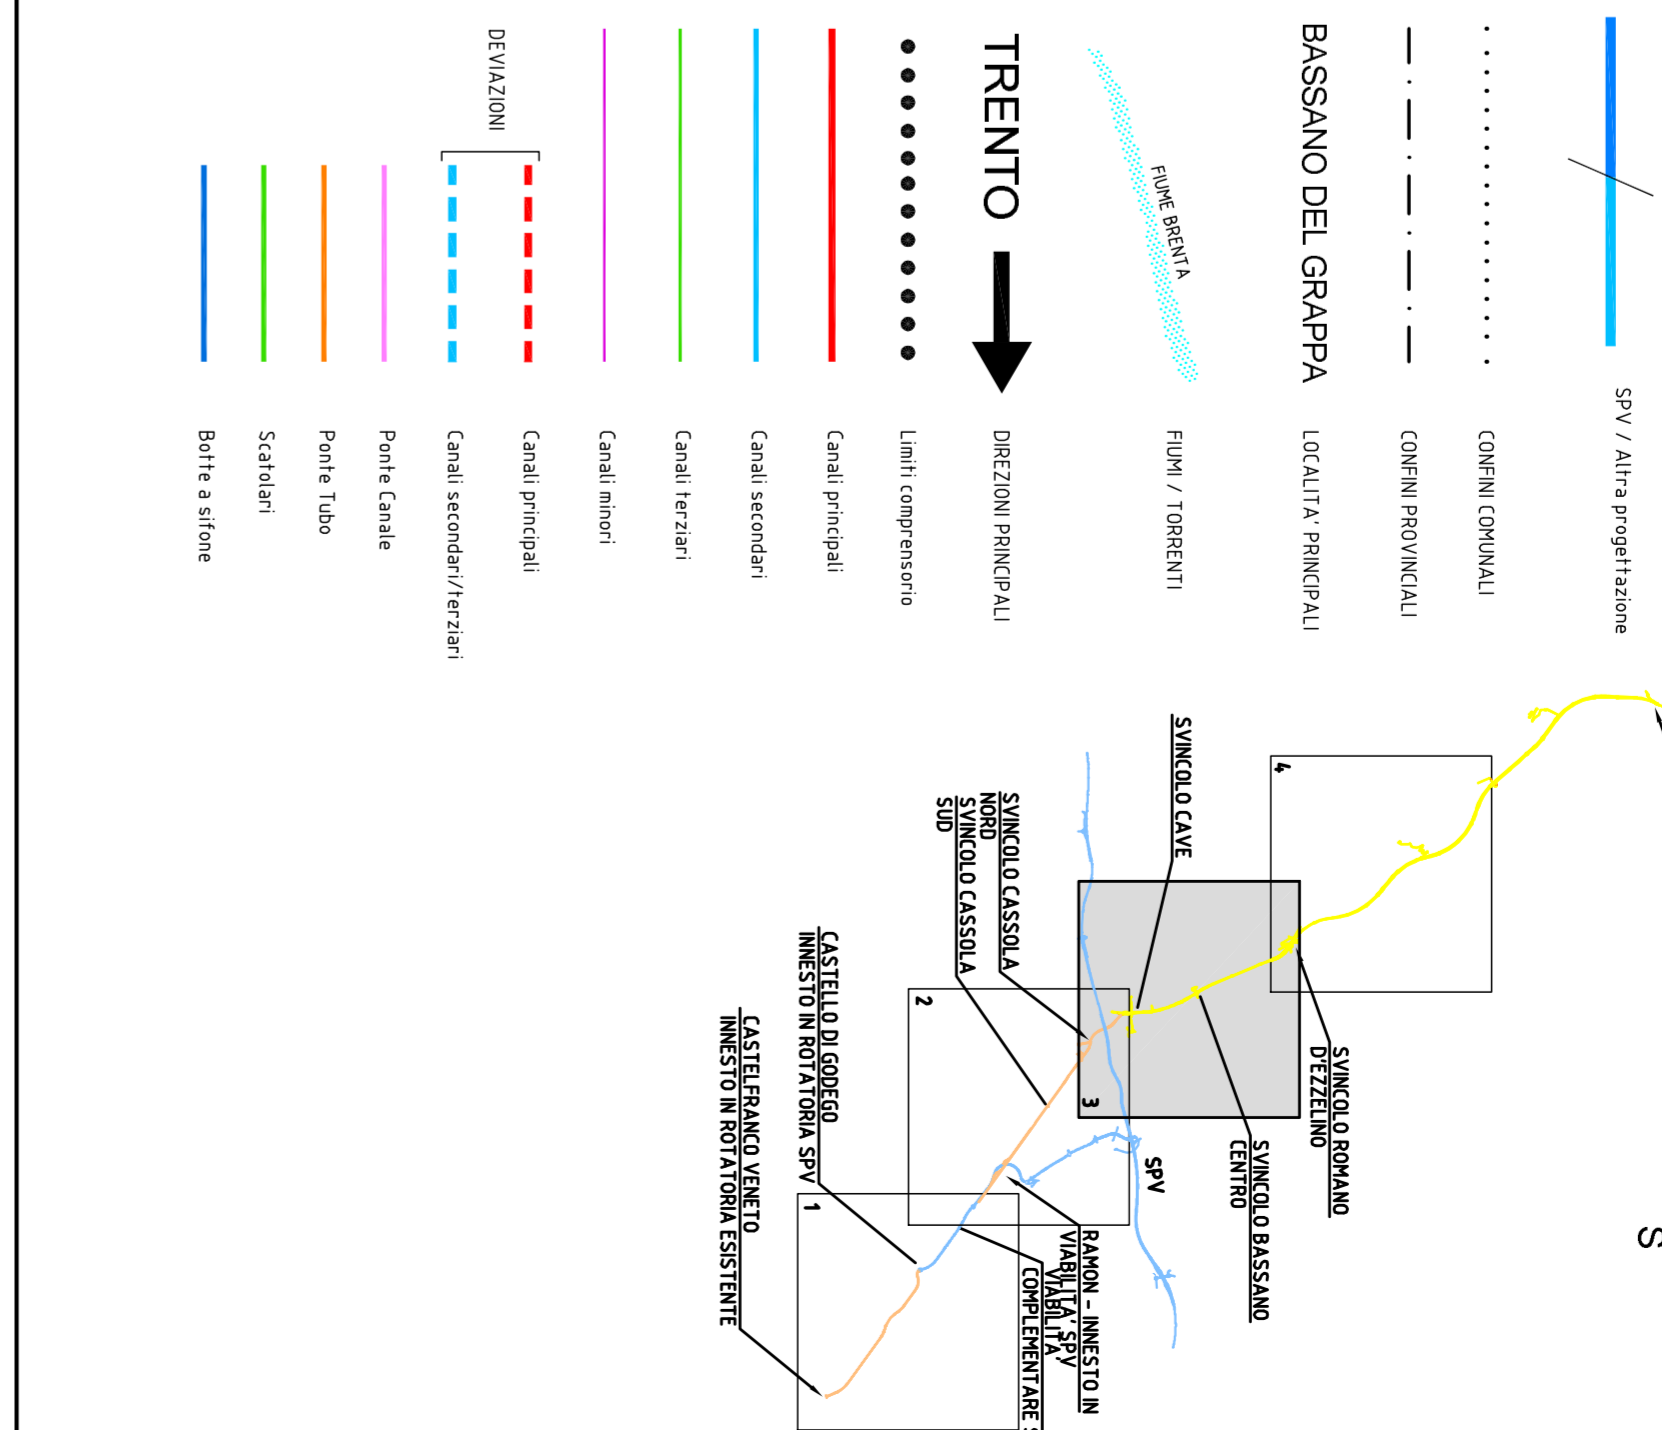 SPV / Altra progettazione
CONFINI COMUNALI
CONFINI PROVINCIALI
BASSANO DEL GRAPPA
LOCALITA' PRINCIPALI
FIUME BRENTA
FIUMI / TORRENTI
TRENTO
DIREZIONI PRINCIPALI
Limiti comprensorio
Canali principali
Canali secondari
Canali terziari
Canali minori
DEVIAZIONI
Canali principali
Canali secondari/terziari
Ponte Canale
Ponte Tubo
Scatolari
Botte a sifone
S
4
SVINCOLO CAVE
SVINCOLO CASSOLA
NORD
SVINCOLO CASSOLA
SUD
SVINCOLO ROMANO
D'EZZELINO
SVINCOLO BASSANO
CENTRO
3
SPV
2
CASTELLO DI GODEGO
INNESTO IN ROTATORIA SPV
CASTELFRANCO VENETO
INNESTO IN ROTATORIA ESISTENTE
1
RAMON - INNESTO IN
VIABILITA' SPV
VIABILITA'
COMPLEMENTARE S